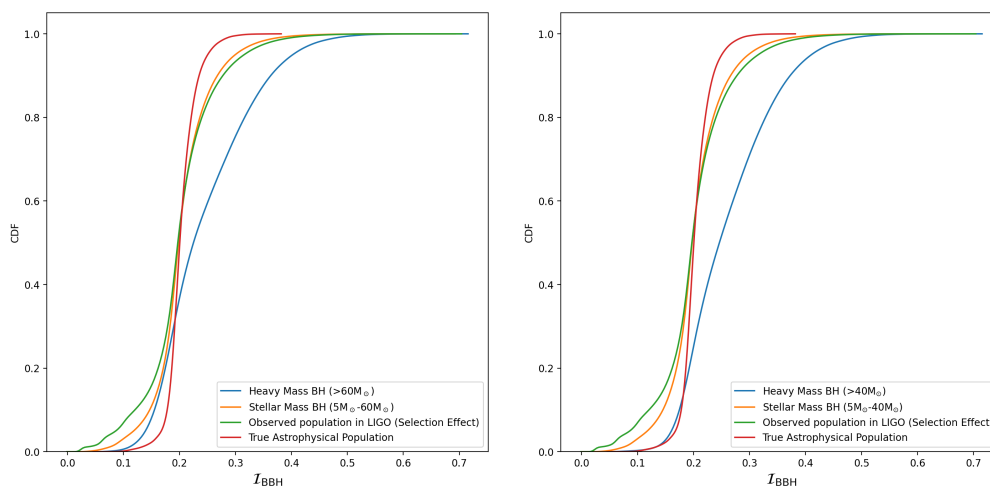 1.0
0.8
0.6
0.4
0.2
0.0
CDF
0.0 0.1 0.2 0.3 0.4 0.5 0.6 0.7
𝓘BBH
Heavy Mass BH (>60M⊙)
Stellar Mass BH (5M⊙-60M⊙)
Observed population in LIGO (Selection Effect)
True Astrophysical Population
1.0
0.8
0.6
0.4
0.2
0.0
CDF
0.0 0.1 0.2 0.3 0.4 0.5 0.6 0.7
𝓘BBH
Heavy Mass BH (>40M⊙)
Stellar Mass BH (5M⊙-40M⊙)
Observed population in LIGO (Selection Effect
True Astrophysical Population